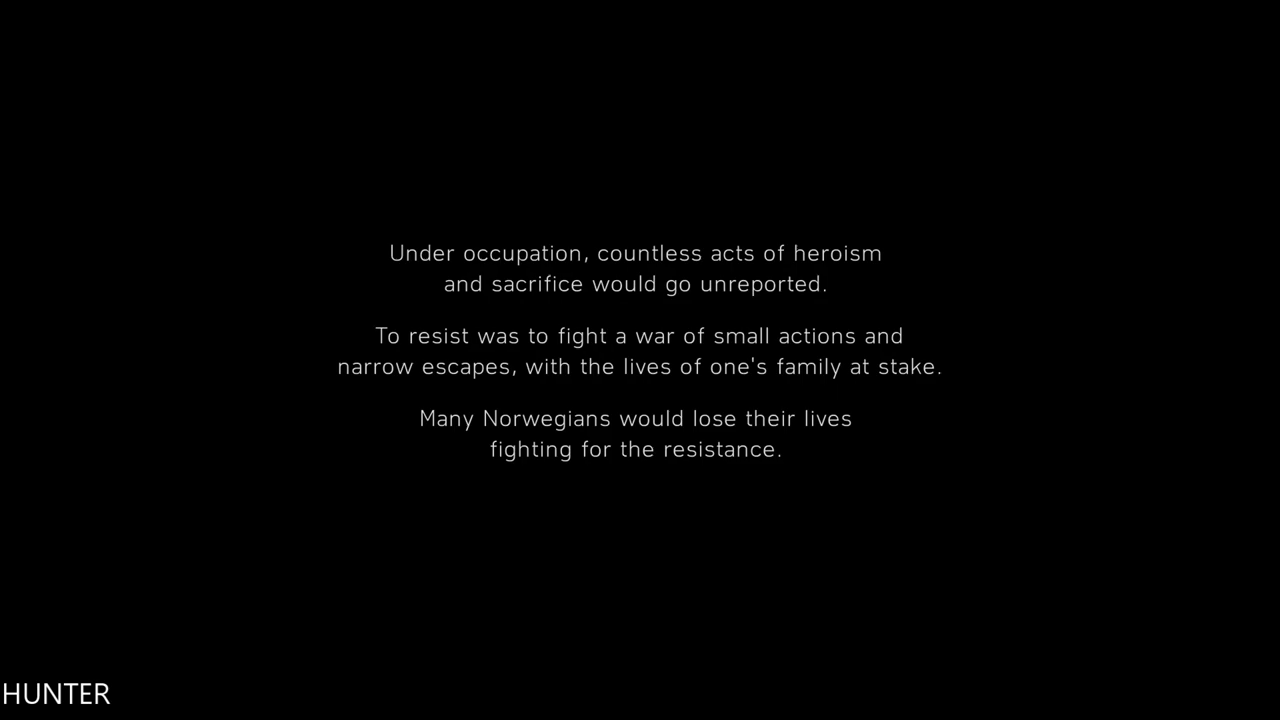 Under occupation, countless acts of heroism
and sacrifice would go unreported.
To resist was to fight a war of small actions and
narrow escapes, with the lives of one's family at stake.
Many Norwegians would lose their lives
fighting for the resistance.
HUNTER